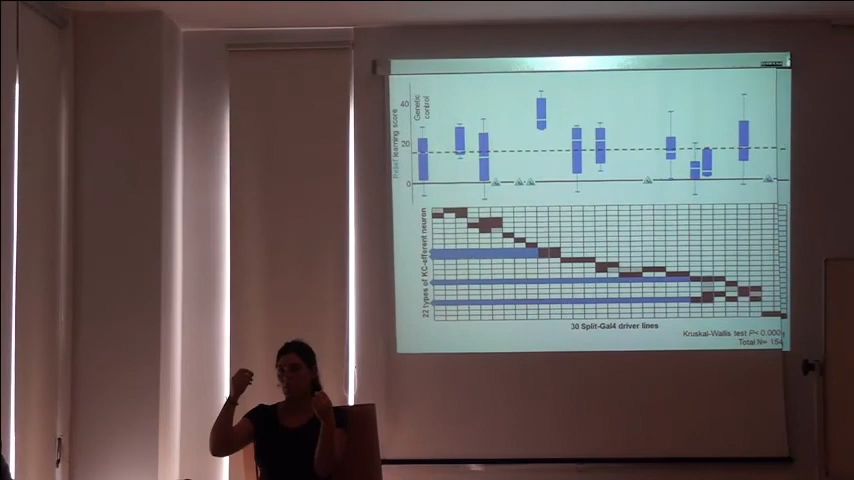 40
20
0
Relief learning score
Genetic
control
22 types of KC-efferent neuron
30 Split-Gal4 driver lines
Kruskal-Wallis test P< 0.000
Total N= 154